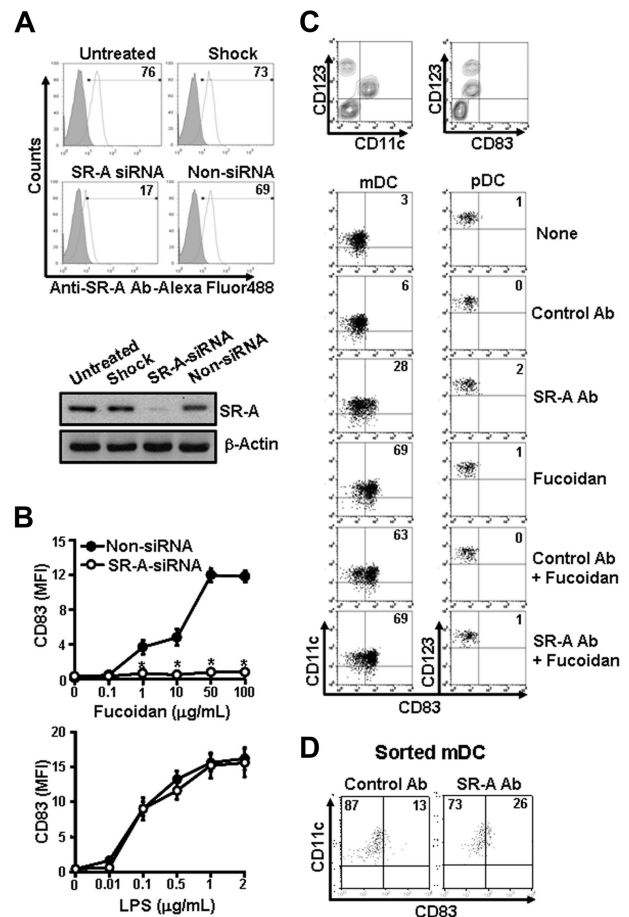 A
Untreated
Shock
76
73
SR-A siRNA
Non-siRNA
17
69
Counts
Anti-SR-A Ab-Alexa Fluor488
Untreated
Shock
SR-A-siRNA
Non-siRNA
SR-A
β-Actin
B
Non-siRNA
SR-A-siRNA
CD83 (MFI)
15
12
8
4
0
* * * *
0 0.1 1 10 50 100
Fucoidan (µg/mL)
CD83 (MFI)
20
15
10
5
0
0 0.01 0.1 0.5 1 2
LPS (µg/mL)
C
CD123
CD11c
CD123
CD83
mDC
pDC
3
1
None
6
0
Control Ab
28
2
SR-A Ab
69
1
Fucoidan
63
0
Control Ab
+ Fucoidan
69
1
SR-A Ab
+ Fucoidan
CD11c
CD123
CD83
D
Sorted mDC
Control Ab
SR-A Ab
87
13
73
26
CD11c
CD83